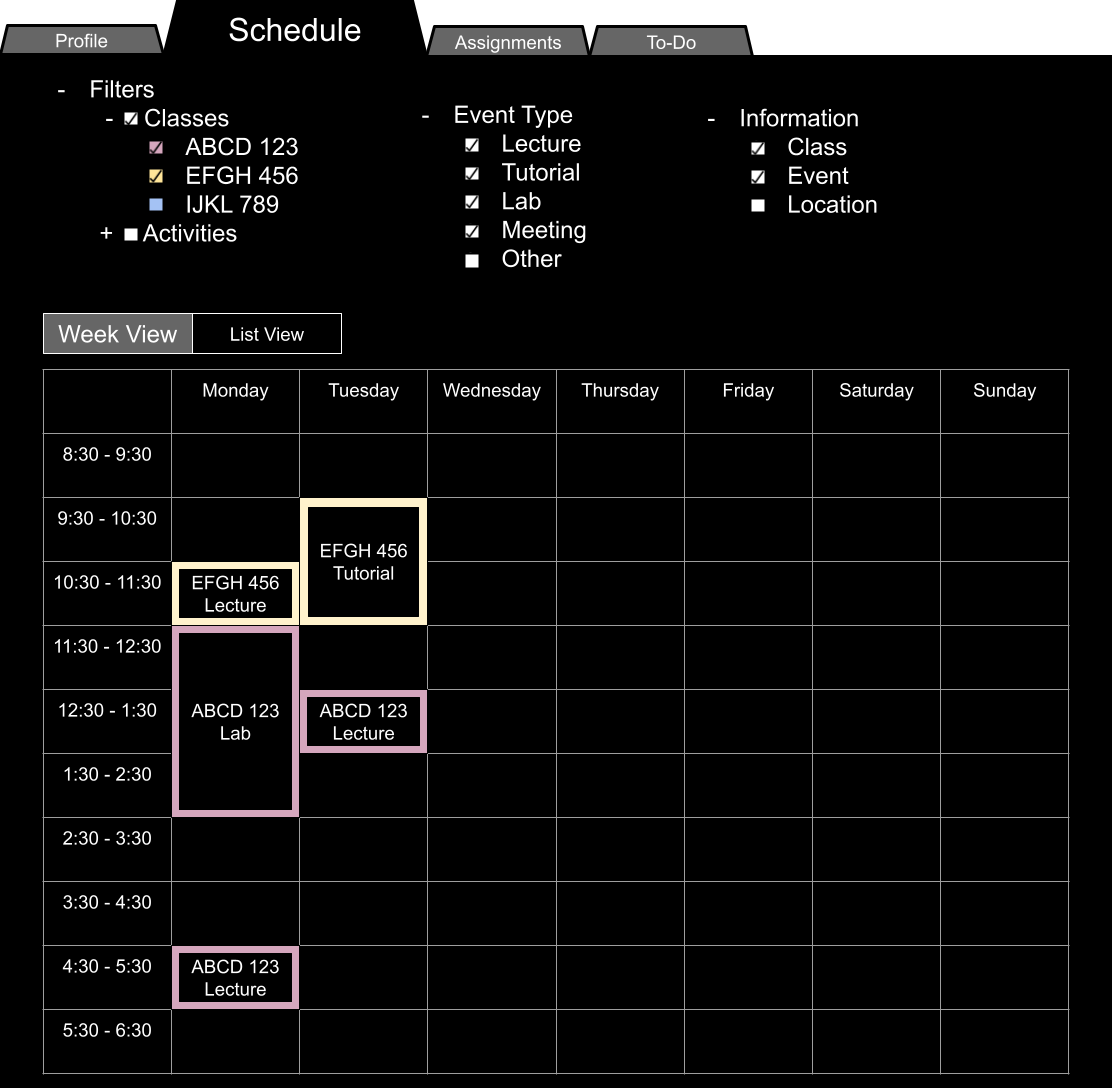 Profile
Schedule
Assignments
To-Do
- Filters
- Classes
ABCD 123
EFGH 456
IJKL 789
+ Activities
- Event Type
Lecture
Tutorial
Lab
Meeting
Other
- Information
Class
Event
Location
Week View
List View
Monday Tuesday Wednesday Thursday Friday Saturday Sunday
8:30 - 9:30
9:30 - 10:30
EFGH 456
Tutorial
10:30 - 11:30
EFGH 456
Lecture
11:30 - 12:30
12:30 - 1:30
ABCD 123
Lab
ABCD 123
Lecture
1:30 - 2:30
2:30 - 3:30
3:30 - 4:30
4:30 - 5:30
ABCD 123
Lecture
5:30 - 6:30